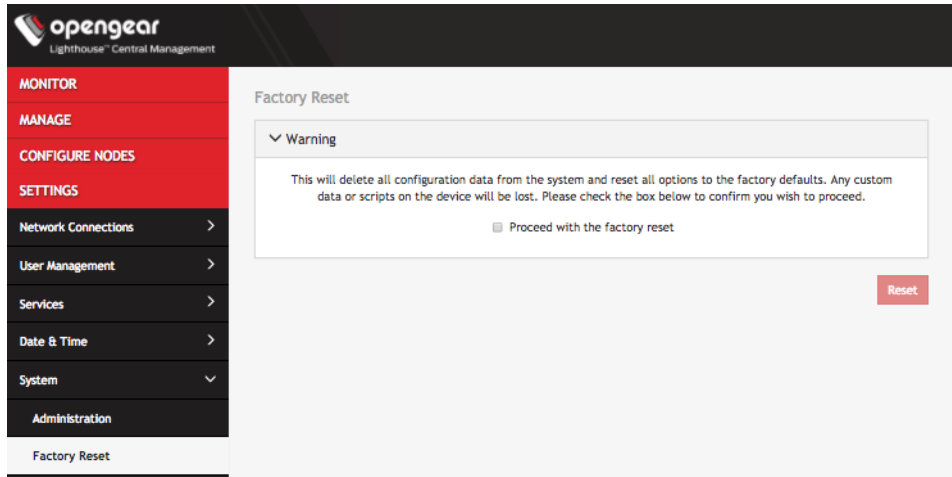 opengear
Lighthouse™ Central Management
MONITOR
MANAGE
CONFIGURE NODES
SETTINGS
Network Connections
User Management
Services
Date & Time
System
Administration
Factory Reset
Factory Reset
Warning
This will delete all configuration data from the system and reset all options to the factory defaults. Any custom
data or scripts on the device will be lost. Please check the box below to confirm you wish to proceed.
Proceed with the factory reset
Reset